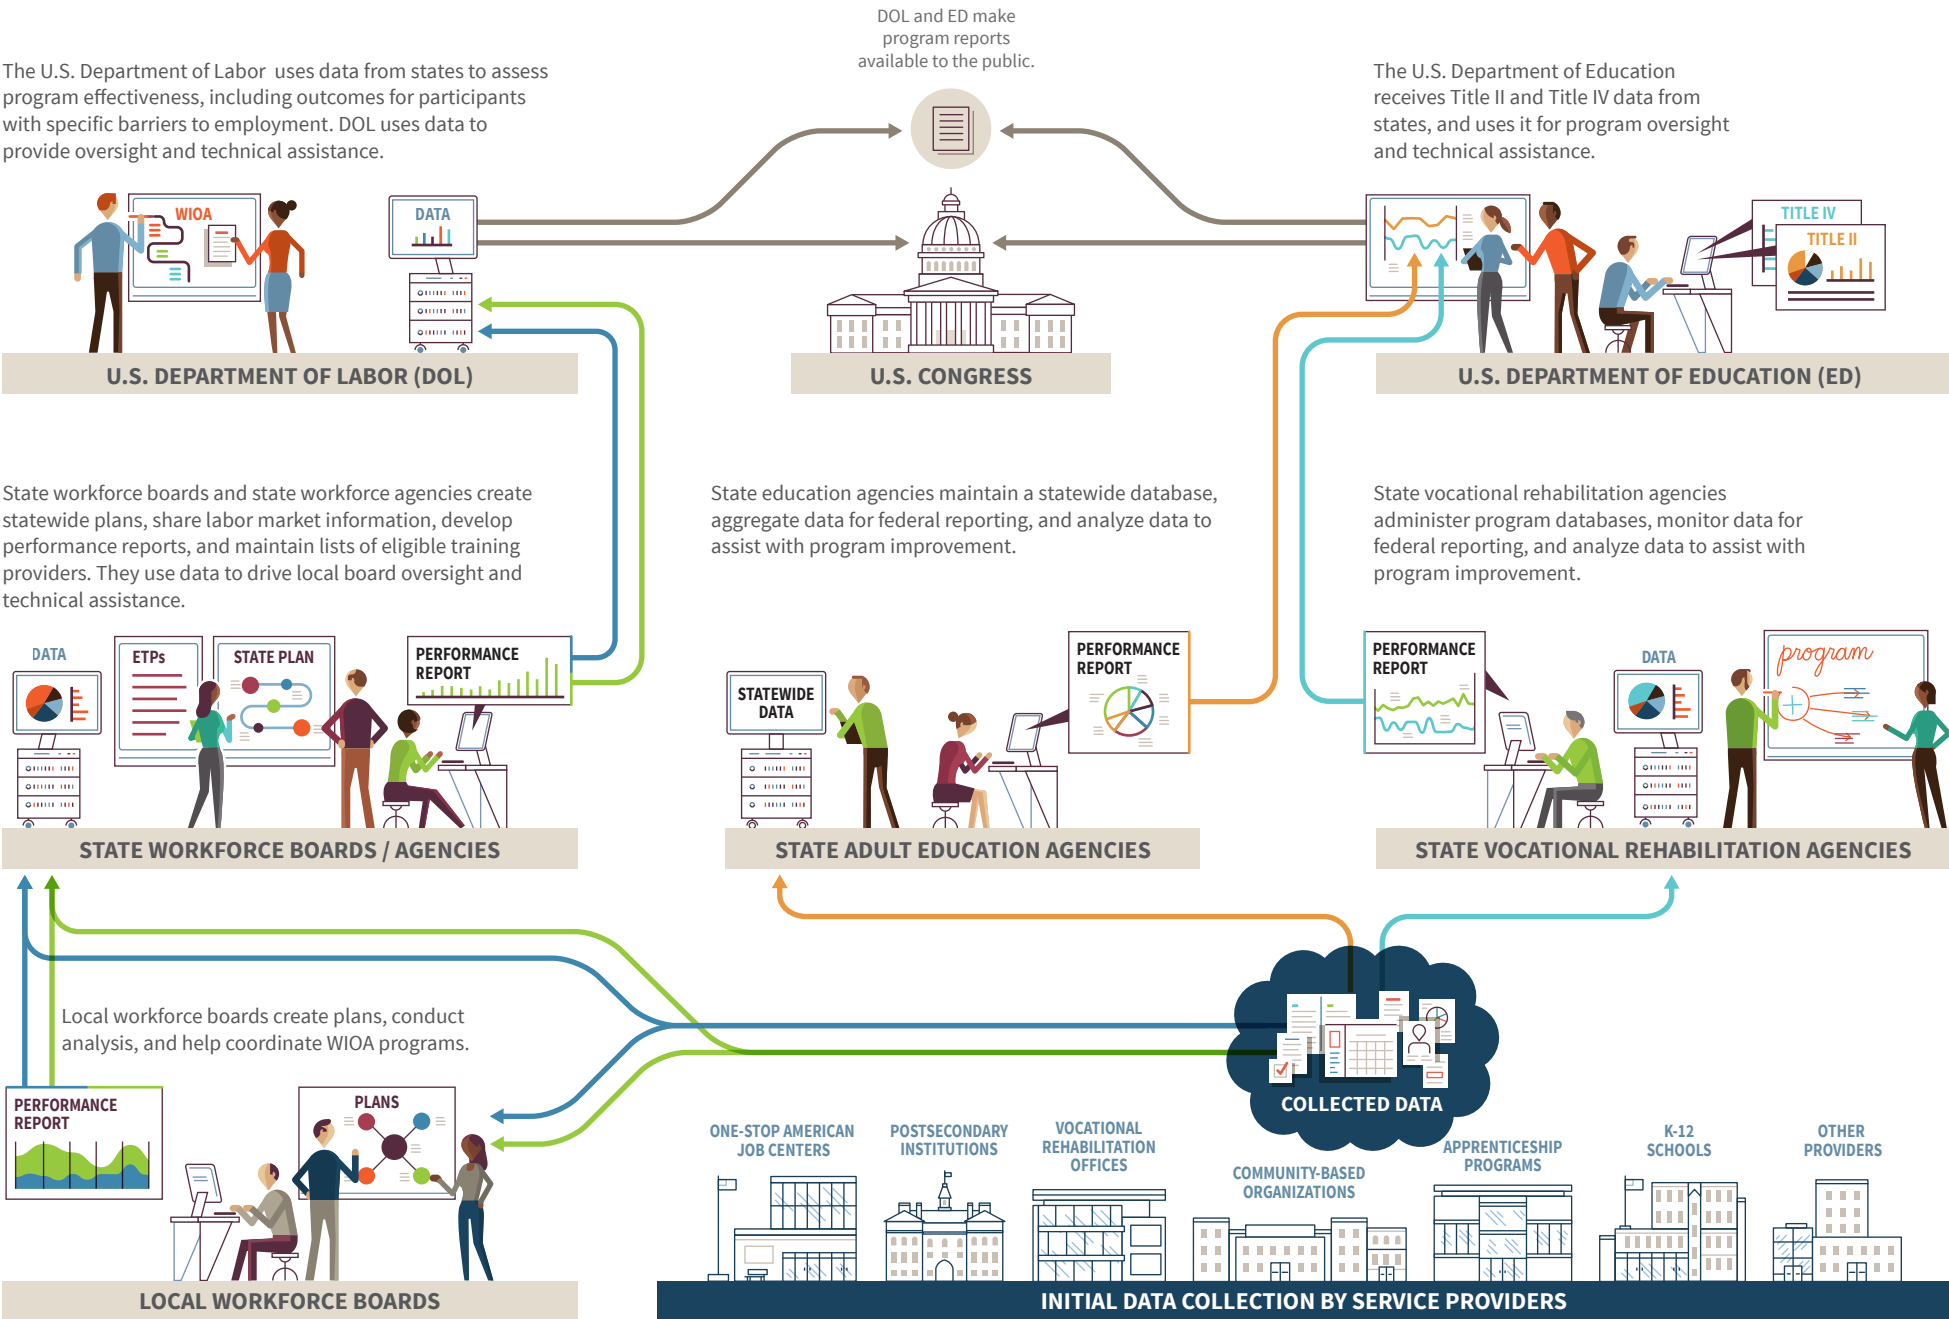 DOL and ED make
program reports
available to the public.
The U.S. Department of Labor uses data from states to assess
program effectiveness, including outcomes for participants
with specific barriers to employment. DOL uses data to
provide oversight and technical assistance.
The U.S. Department of Education
receives Title II and Title IV data from
states, and uses it for program oversight
and technical assistance.
WIOA
DATA
TITLE IV
TITLE II
U.S. DEPARTMENT OF LABOR (DOL)
U.S. CONGRESS
U.S. DEPARTMENT OF EDUCATION (ED)
State workforce boards and state workforce agencies create
statewide plans, share labor market information, develop
performance reports, and maintain lists of eligible training
providers. They use data to drive local board oversight and
technical assistance.
State education agencies maintain a statewide database,
aggregate data for federal reporting, and analyze data to
assist with program improvement.
State vocational rehabilitation agencies
administer program databases, monitor data for
federal reporting, and analyze data to assist with
program improvement.
DATA
ETPs
STATE PLAN
PERFORMANCE
REPORT
STATEWIDE
DATA
PERFORMANCE
REPORT
PERFORMANCE
REPORT
DATA
program
STATE WORKFORCE BOARDS / AGENCIES
STATE ADULT EDUCATION AGENCIES
STATE VOCATIONAL REHABILITATION AGENCIES
Local workforce boards create plans, conduct
analysis, and help coordinate WIOA programs.
PERFORMANCE
REPORT
PLANS
COLLECTED DATA
ONE-STOP AMERICAN
JOB CENTERS
POSTSECONDARY
INSTITUTIONS
VOCATIONAL
REHABILITATION
OFFICES
COMMUNITY-BASED
ORGANIZATIONS
APPRENTICESHIP
PROGRAMS
K-12
SCHOOLS
OTHER
PROVIDERS
LOCAL WORKFORCE BOARDS
INITIAL DATA COLLECTION BY SERVICE PROVIDERS